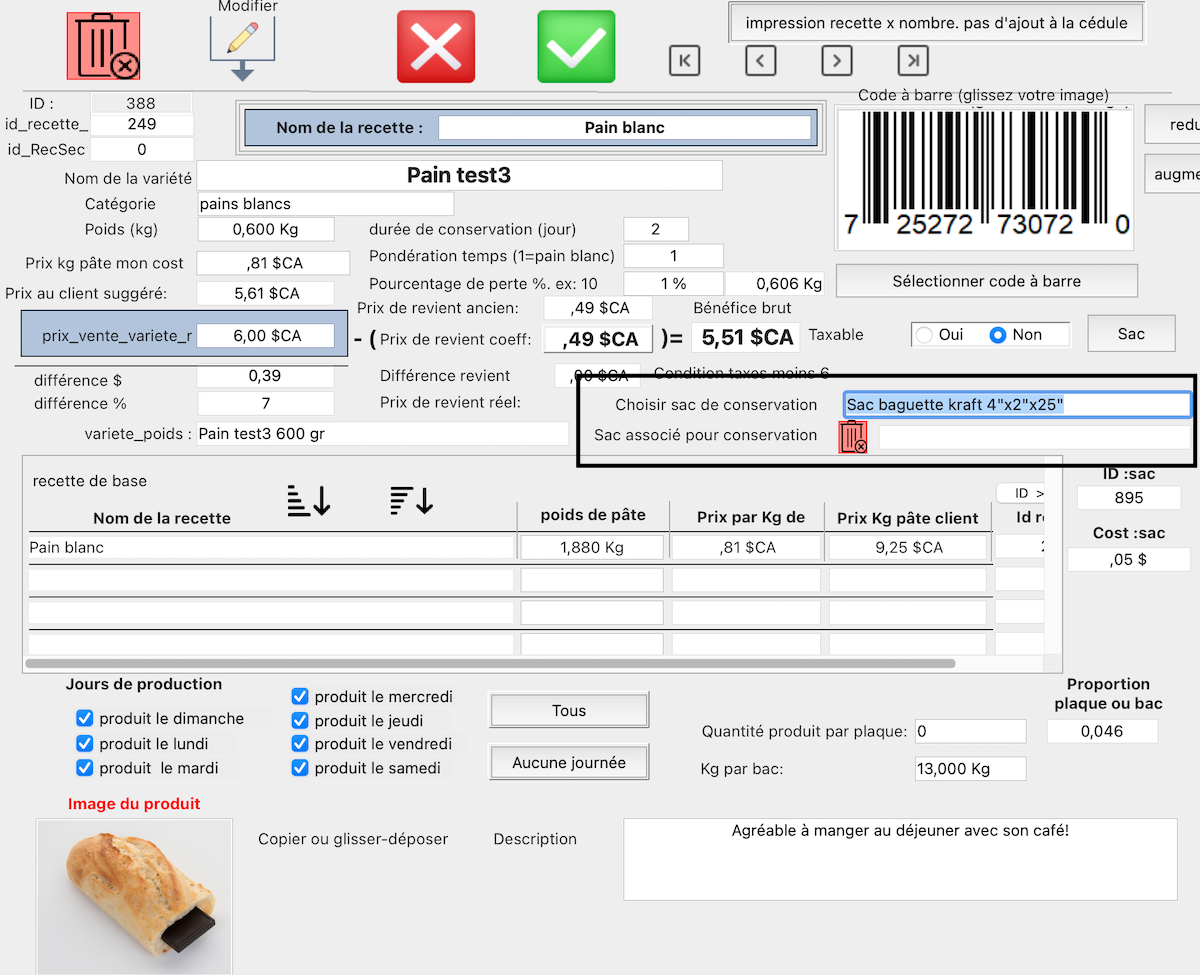 Modifier
impression recette x nombre. pas d'ajout à la cédule
ID : 388
id_recette_ 249
id_RecSec 0
Nom de la recette : Pain blanc
Code à barre (glissez votre image)
7 25272 73072 0
redu
augme
Nom de la variété Pain test3
Catégorie pains blancs
Poids (kg) 0,600 Kg
durée de conservation (jour) 2
Pondération temps (1=pain blanc) 1
Prix kg pâte mon cost ,81 $CA
Pourcentage de perte %. ex: 10 1 % 0,606 Kg
Sélectionner code à barre
Prix au client suggéré: 5,61 $CA
Prix de revient ancien: ,49 $CA
Bénéfice brut
prix_vente_variete_r 6,00 $CA
- ( Prix de revient coeff: ,49 $CA )= 5,51 $CA
Taxable Oui Non
Sac
différence $ 0,39
Différence revient ,00 $CA
Condition taxes moins 6
différence % 7
Prix de revient réel:
Choisir sac de conservation Sac baguette kraft 4"x2"x25"
Sac associé pour conservation
variete_poids : Pain test3 600 gr
ID :sac
895
Cost :sac
,05 $
recette de base
ID >
Nom de la recette poids de pâte Prix par Kg de Prix Kg pâte client Id
Pain blanc 1,880 Kg ,81 $CA 9,25 $CA
Jours de production
produit le dimanche
produit le lundi
produit le mardi
produit le mercredi
produit le jeudi
produit le vendredi
produit le samedi
Tous
Aucune journée
Proportion
plaque ou bac
0,046
Quantité produit par plaque: 0
Kg par bac: 13,000 Kg
Image du produit
Copier ou glisser-déposer
Description
Agréable à manger au déjeuner avec son café!